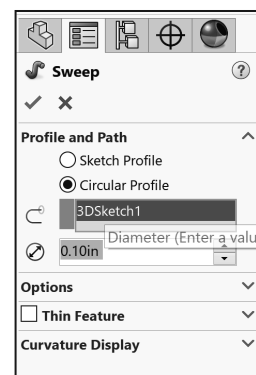 Sweep
Profile and Path
Sketch Profile
Circular Profile
3DSketch1
Diameter (Enter a valu
0.10in
Options
Thin Feature
Curvature Display